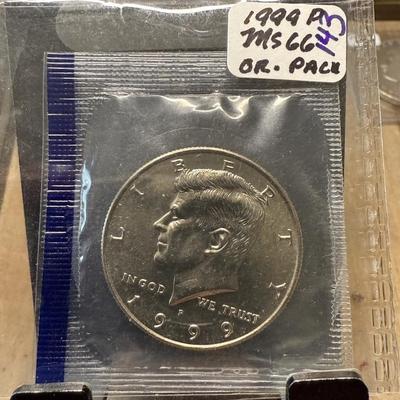 1999 P
MS66
OR. PACK
143
LIBERTY
IN GOD WE TRUST
P
1999